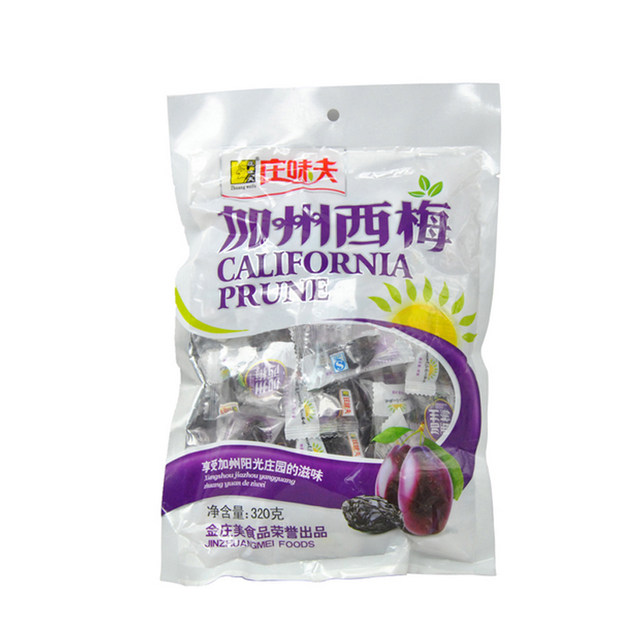 庄味夫
Zhuang weifu
加州西梅
CALIFORNIA
PRUNE
享受加州阳光庄园的滋味
Xiangshou jiazhou yangguang
zhuang yuan de ziwei
净含量:320克
金庄美食品荣誉出品
JINZHUANGMEI FOODS